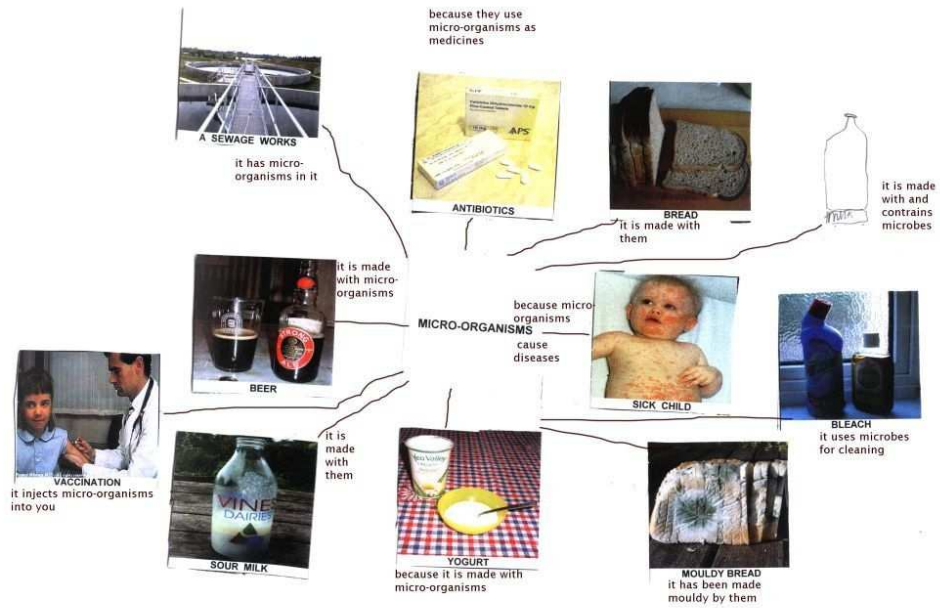 because they use
micro-organisms as
medicines
A SEWAGE WORKS
it has micro-
organisms in it
APS
ANTIBIOTICS
BREAD
it is made with
them
milk
it is made
with and
contrains
microbes
it is made
with micro-
organisms
STRONG
BEER
MICRO-ORGANISMS
because micro-
organisms
cause
diseases
SICK CHILD
BLEACH
it uses microbes
for cleaning
VACCINATION
it injects micro-organisms
into you
it is
made
with
them
VINE
DAIRIES
SOUR MILK
YOGURT
because it is made with
micro-organisms
MOULDY BREAD
it has been made
mouldy by them